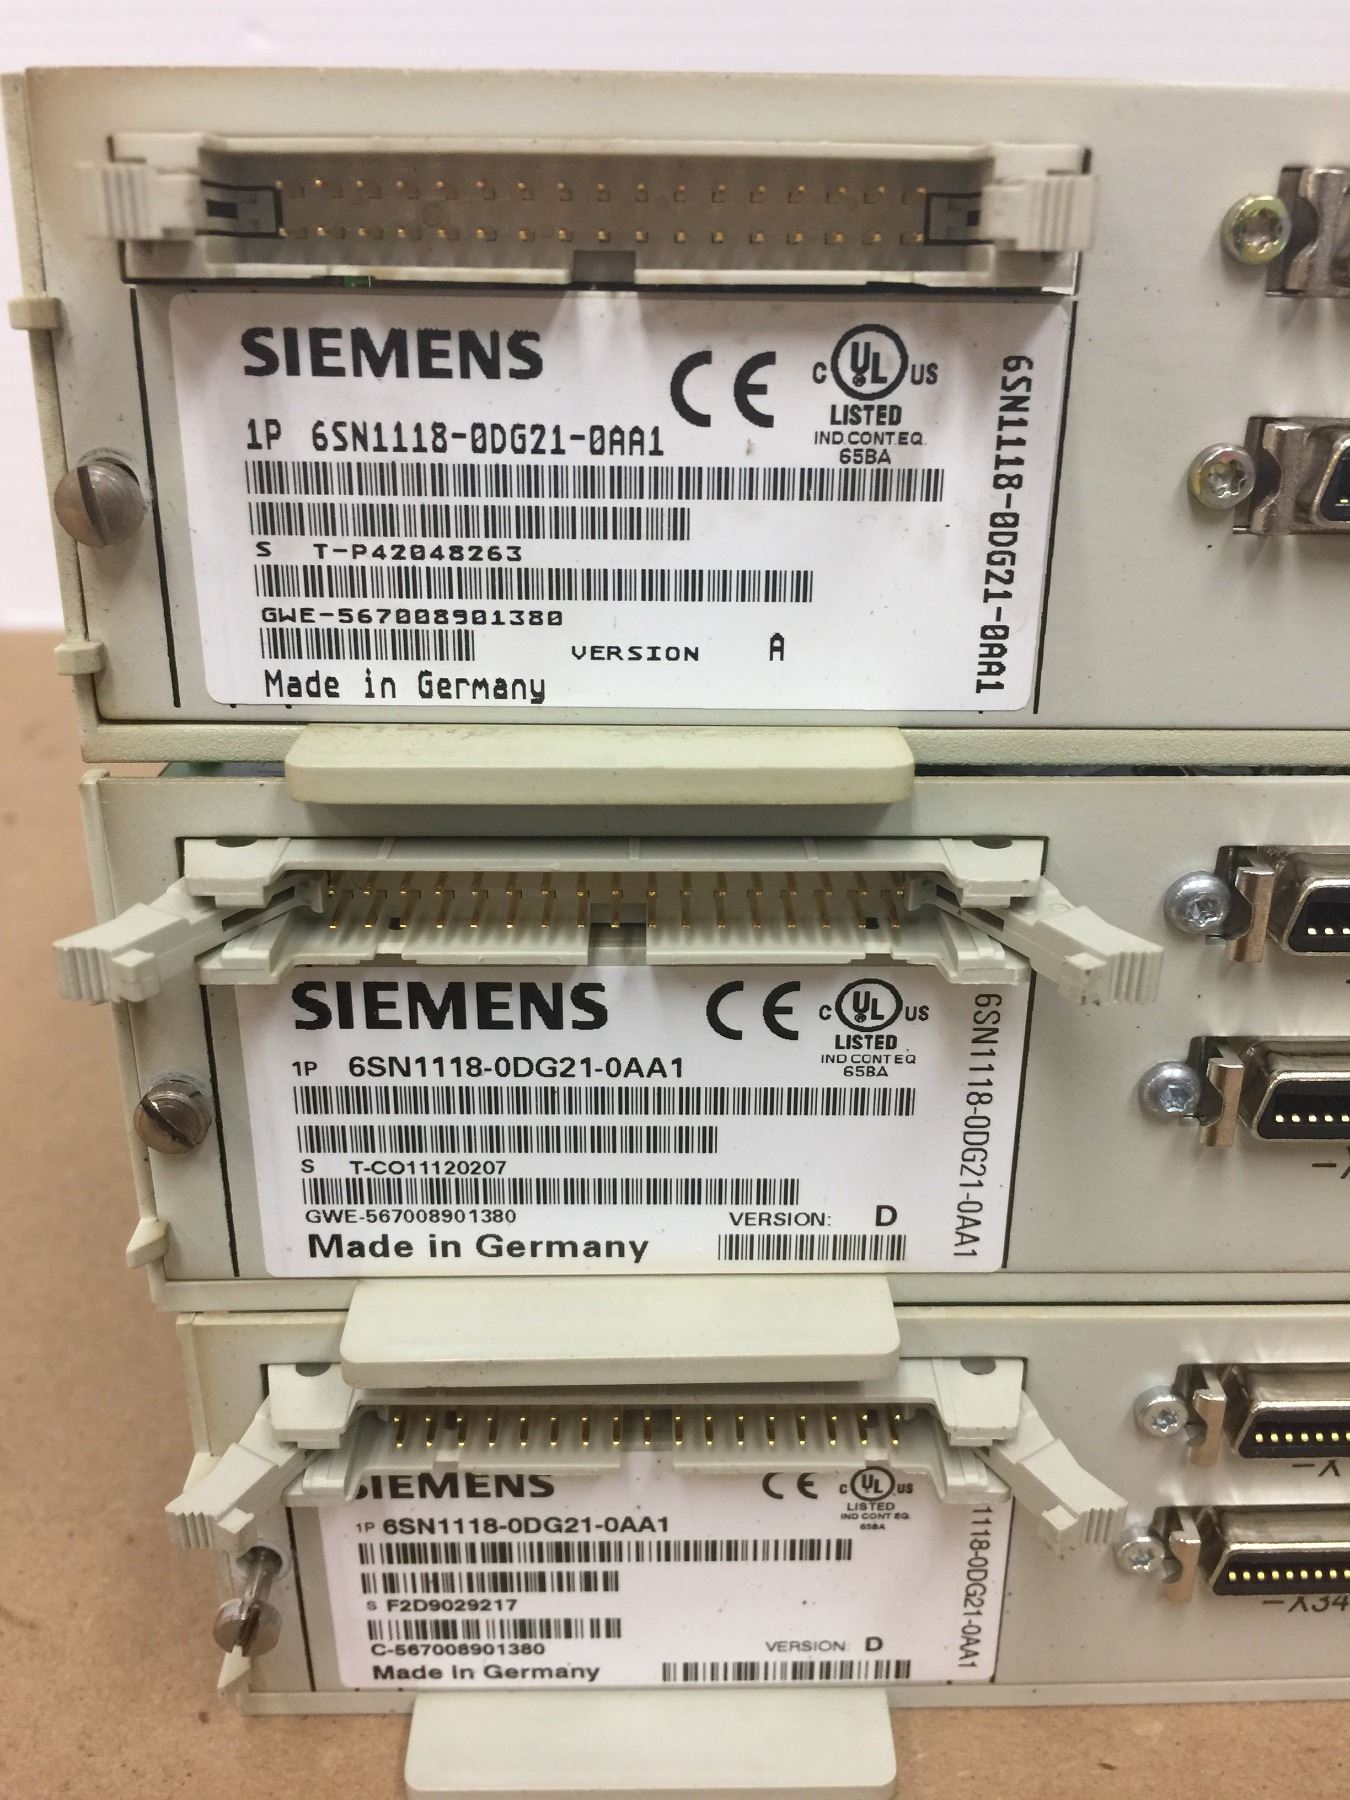 SIEMENS
CE
C UL US
LISTED
IND.CONT.EQ.
65BA
1P 6SN1118-0DG21-0AA1
S T-P42048263
GWE-567008901380
VERSION A
Made in Germany
6SN1118-0DG21-0AA1
SIEMENS
CE
C UL US
LISTED
IND CONT EQ
65BA
1P 6SN1118-0DG21-0AA1
S T-CO11120207
GWE-567008901380
VERSION: D
Made in Germany
6SN1118-0DG21-0AA1
-X
SIEMENS
CE
C UL US
LISTED
IND CONT EQ.
65BA
1P 6SN1118-0DG21-0AA1
S F2D9029217
C-567008901380
VERSION: D
Made in Germany
1118-0DG21-0AA1
-X
-X34